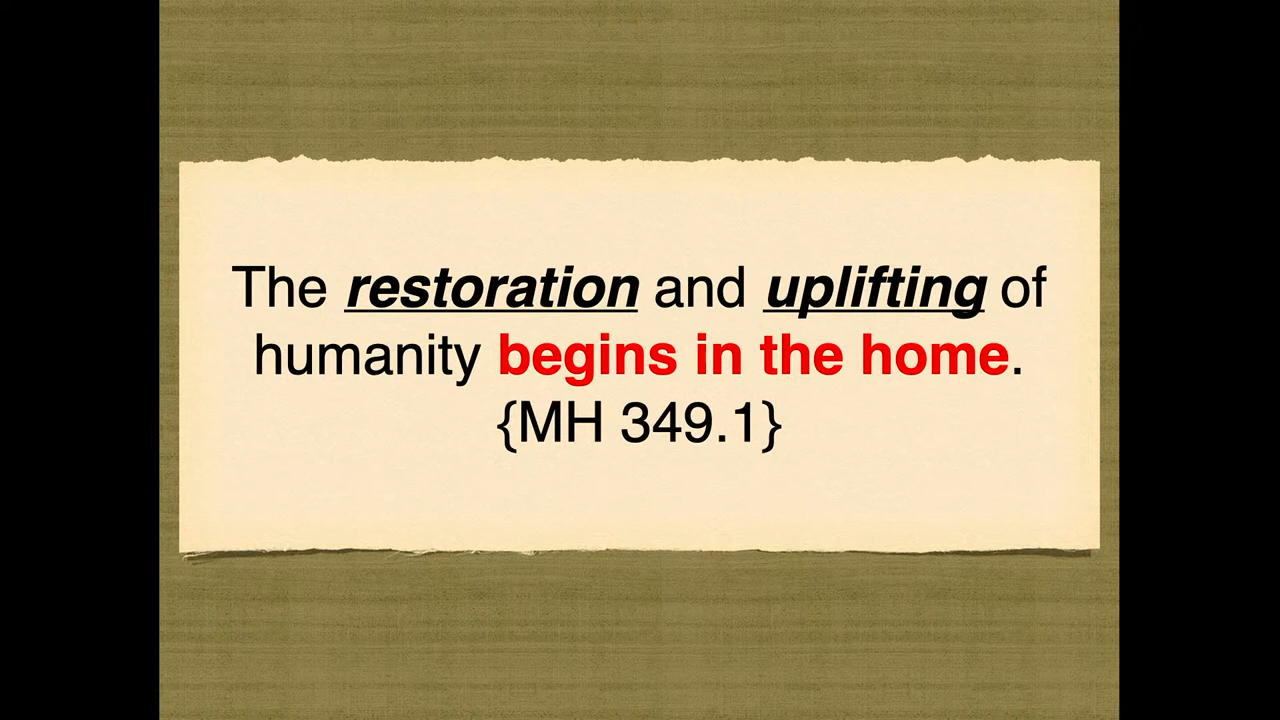 The restoration and uplifting of
humanity begins in the home.
{MH 349.1}